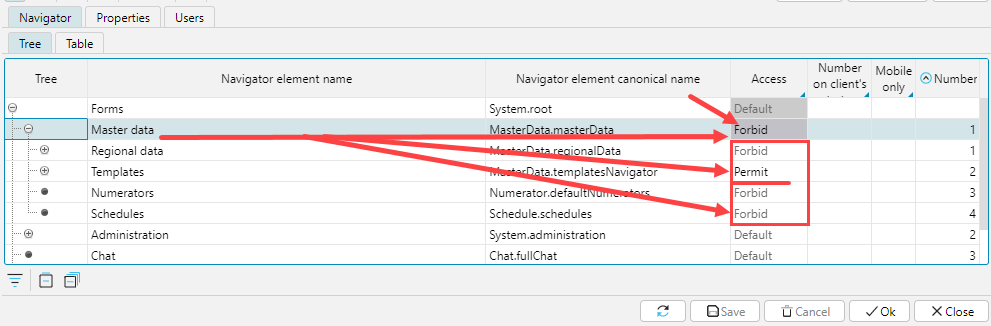 Navigator Properties Users
Tree Table
Tree Navigator element name Navigator element canonical name Access Number on client's Mobile only Number
Forms System.root Default
Master data MasterData.masterData Forbid 1
Regional data MasterData.regionalData Forbid 1
Templates MasterData.templatesNavigator Permit 2
Numerators Numerator.defaultNumerators Forbid 3
Schedules Schedule.schedules Forbid 4
Administration System.administration Default 2
Chat Chat.fullChat Default 3
Save Cancel Ok Close